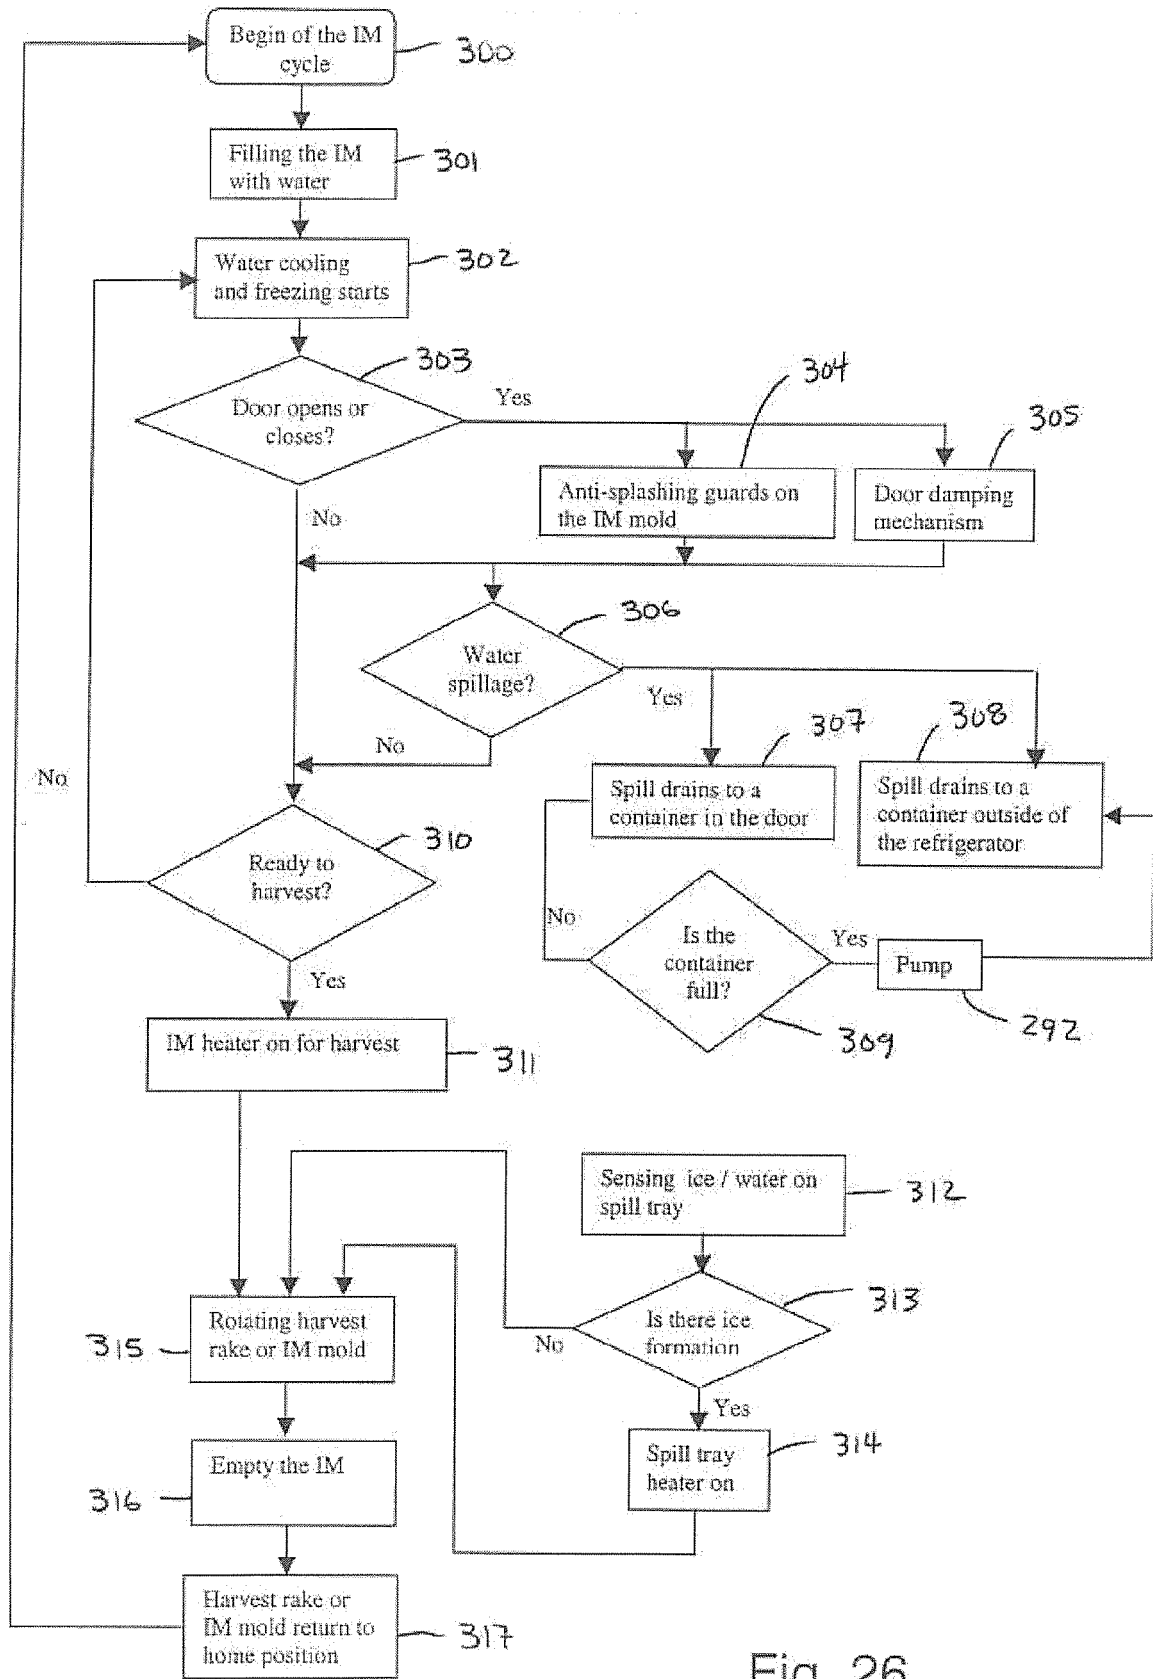 Begin of the IM
cycle
300
Filling the IM
with water
301
Water cooling
and freezing starts
302
303
Door opens or
closes?
Yes
304
305
Anti-splashing guards on
the IM mold
Door damping
mechanism
No
306
Water
spillage?
Yes
307
308
No
No
Spill drains to a
container in the door
Spill drains to a
container outside of
the refrigerator
310
Ready to
harvest?
No
Is the
container
full?
Yes
Pump
Yes
292
309
IM heater on for harvest
311
Sensing ice / water on
spill tray
312
313
Is there ice
formation
No
315
Rotating harvest
rake or IM mold
Yes
314
Spill tray
heater on
Empty the IM
316
Harvest rake or
IM mold return to
home position
317
Fig. 26